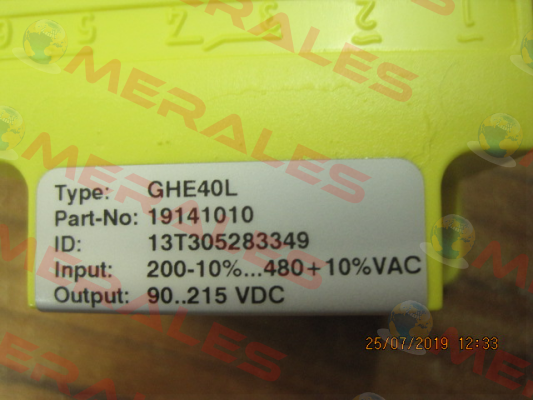 MERALES
Type: GHE40L
Part-No: 19141010
ID: 13T305283349
Input: 200-10%...480+10%VAC
Output: 90..215 VDC
25/07/2019 12:33